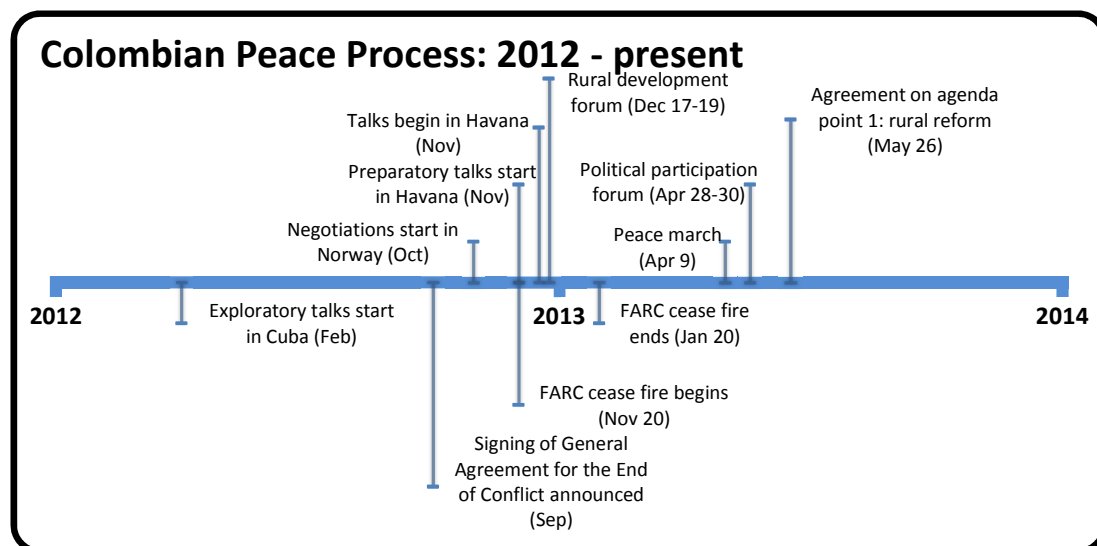 Colombian Peace Process: 2012 - present
Rural development
forum (Dec 17-19)
Agreement on agenda
point 1: rural reform
(May 26)
Talks begin in Havana
(Nov)
Preparatory talks start
in Havana (Nov)
Political participation
forum (Apr 28-30)
Negotiations start in
Norway (Oct)
Peace march
(Apr 9)
2012
2013
2014
Exploratory talks start
in Cuba (Feb)
FARC cease fire
ends (Jan 20)
FARC cease fire begins
(Nov 20)
Signing of General
Agreement for the End
of Conflict announced
(Sep)